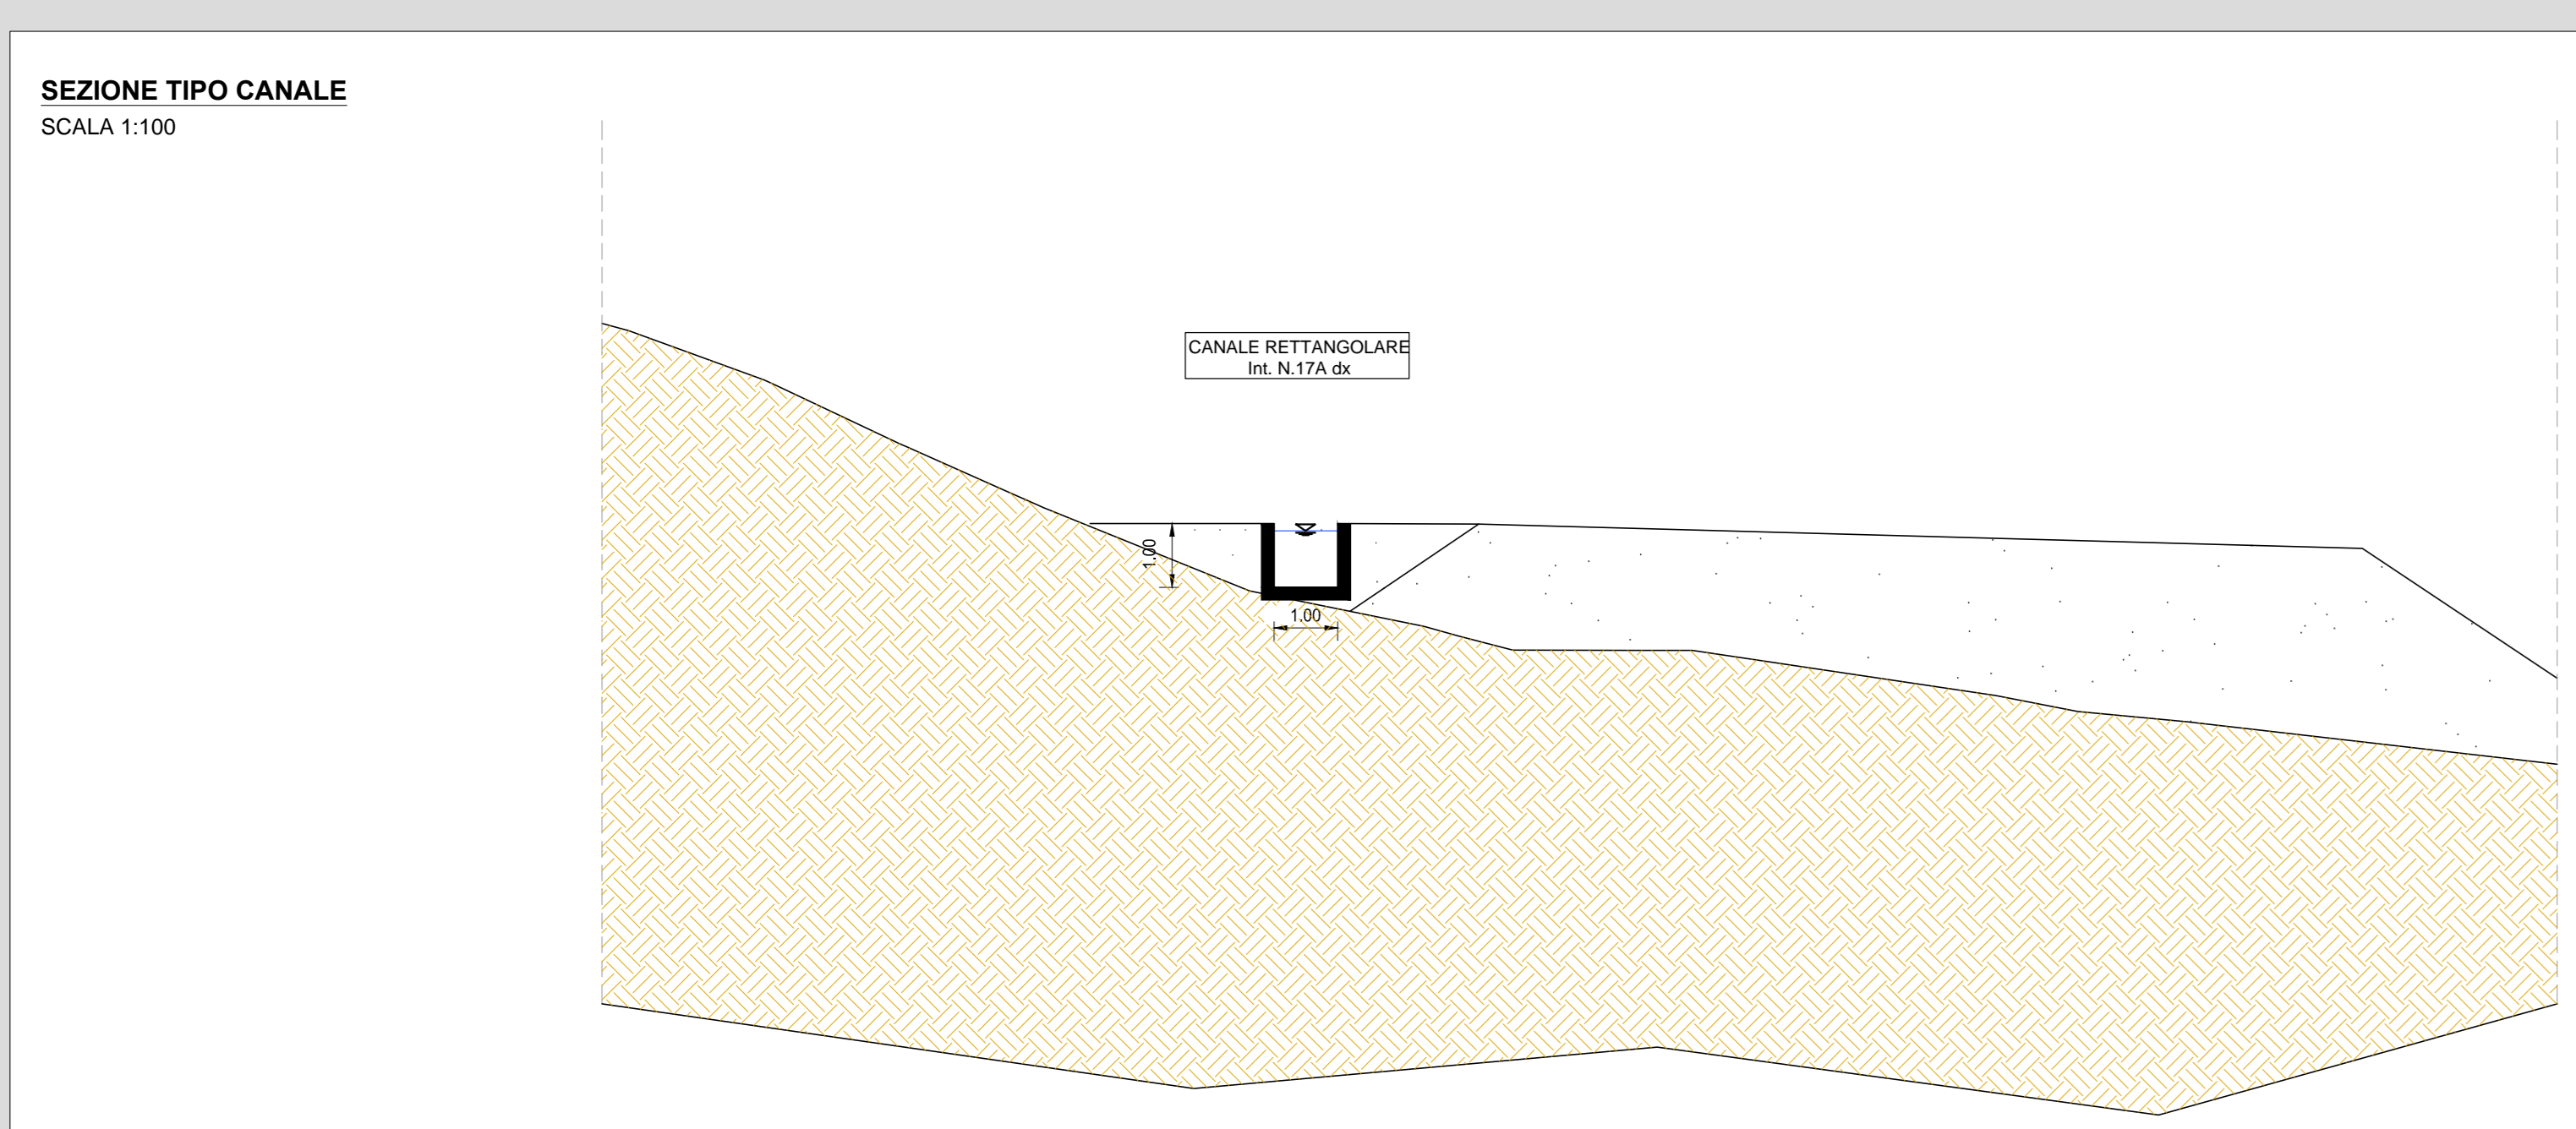 SEZIONE TIPO CANALE
SCALA 1:100
CANALE RETTANGOLARE
Int. N.17A dx
1.00
1.00